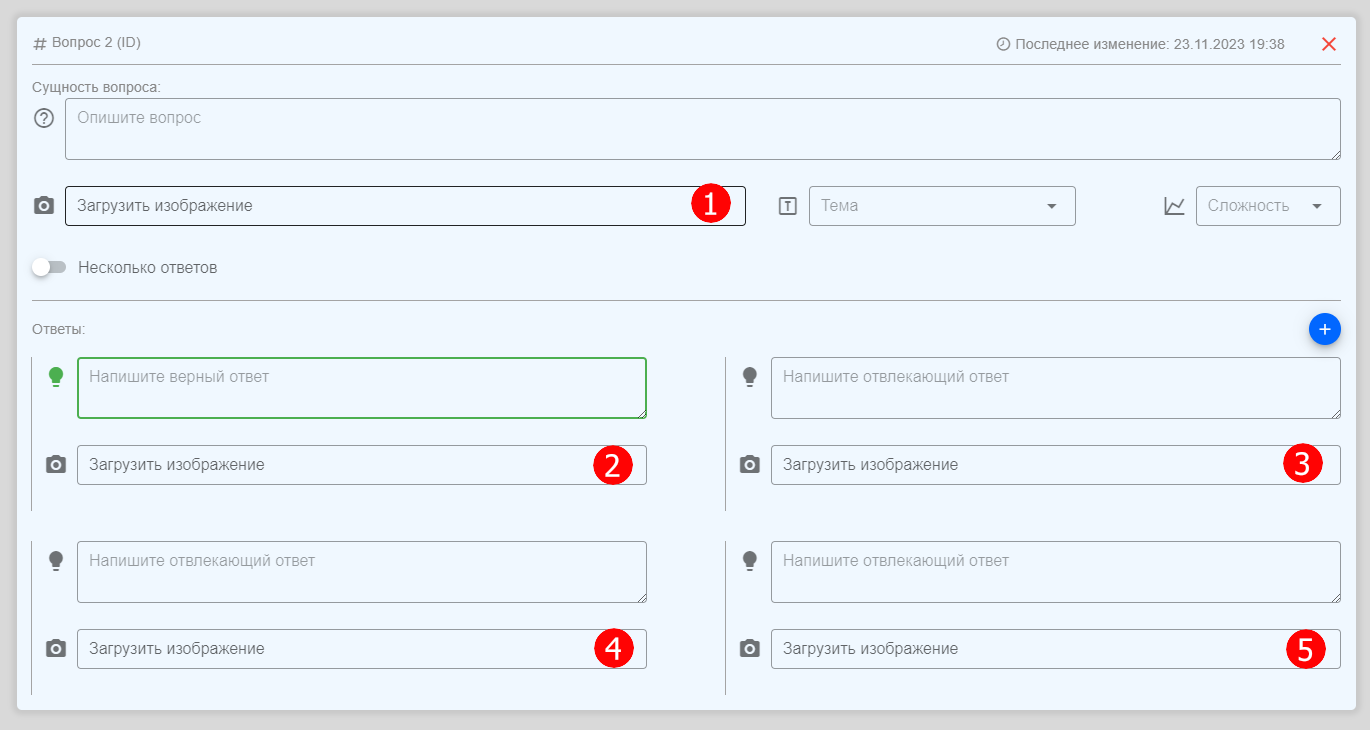 Вопрос 2 (ID)
Последнее изменение: 23.11.2023 19:38
Сущность вопроса:
Опишите вопрос
Загрузить изображение 1
Тема
Сложность
Несколько ответов
Ответы:
Напишите верный ответ
Напишите отвлекающий ответ
Загрузить изображение 2
Загрузить изображение 3
Напишите отвлекающий ответ
Напишите отвлекающий ответ
Загрузить изображение 4
Загрузить изображение 5